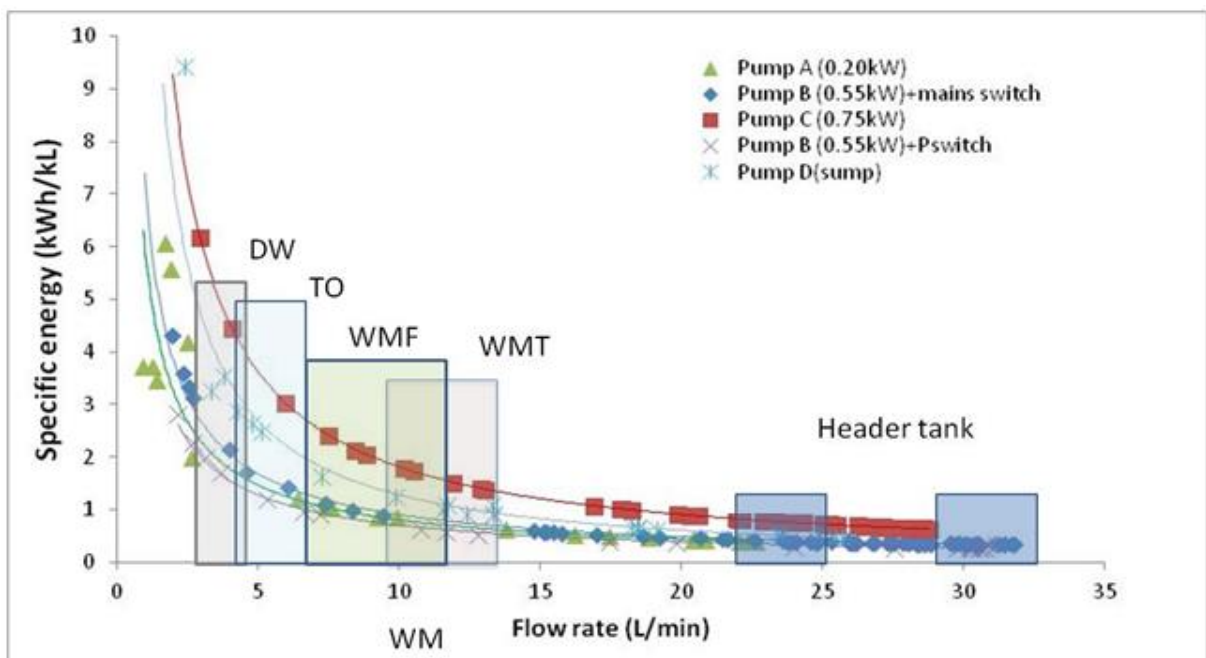 10
9
8
7
6
5
4
3
2
1
0
Specific energy (kWh/kL)
Pump A (0.20kW)
Pump B (0.55kW)+mains switch
Pump C (0.75kW)
Pump B (0.55kW)+Pswitch
Pump D(sump)
DW
TO
WMF
WMT
Header tank
0 5 10 15 20 25 30 35
WM
Flow rate (L/min)